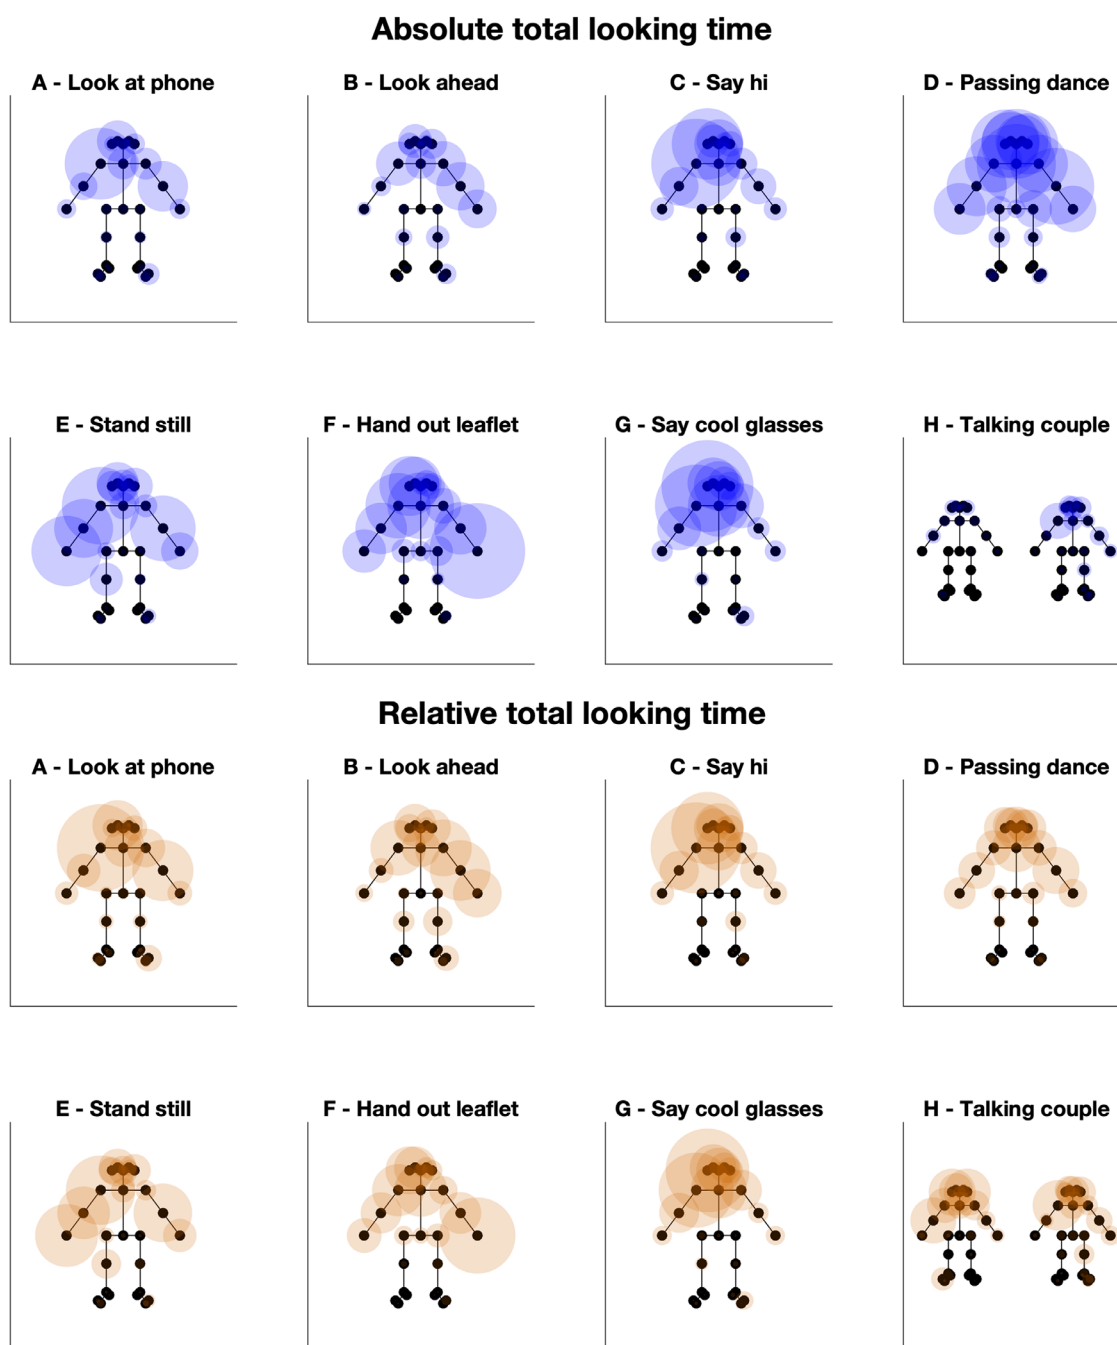 Absolute total looking time
A - Look at phone
B - Look ahead
C - Say hi
D - Passing dance
E - Stand still
F - Hand out leaflet
G - Say cool glasses
H - Talking couple
Relative total looking time
A - Look at phone
B - Look ahead
C - Say hi
D - Passing dance
E - Stand still
F - Hand out leaflet
G - Say cool glasses
H - Talking couple